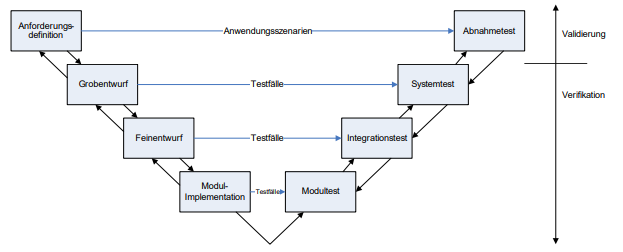 Anforderungs-
definition
Anwendungsszenarien
Abnahmetest
Validierung
Grobentwurf
Testfälle
Systemtest
Verifikation
Feinentwurf
Testfälle
Integrationstest
Modul-
Implementation
Testfälle
Modultest